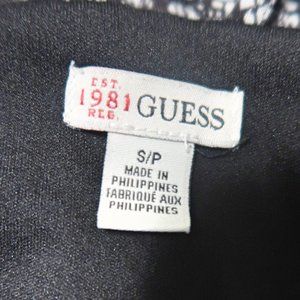 EST.
1981 GUESS
REG.
S/P
MADE IN
PHILIPPINES
FABRIQUÉ AUX
PHILIPPINES